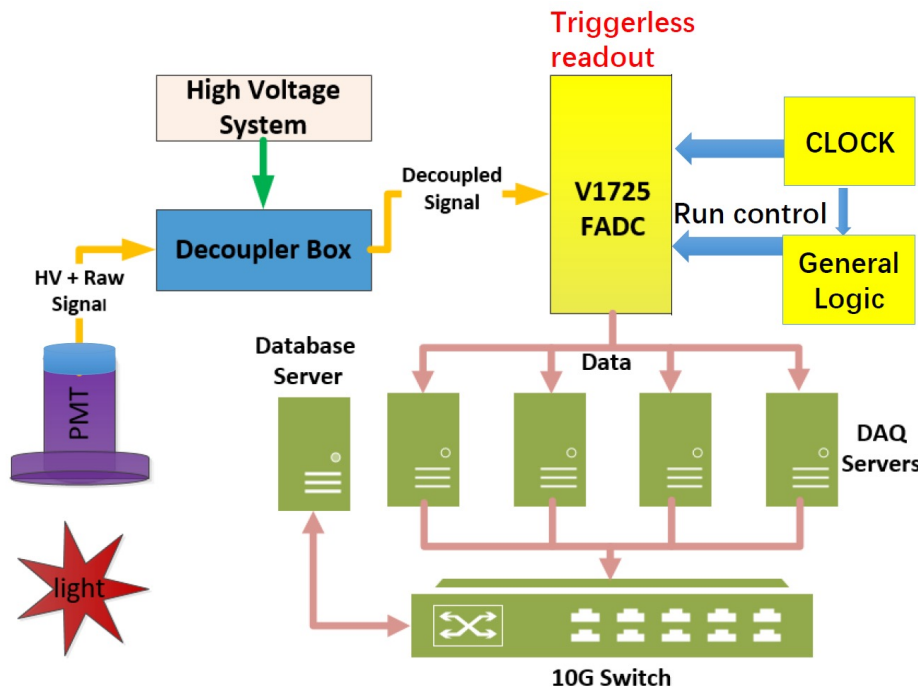 Triggerless
readout
High Voltage
System
CLOCK
Decoupled
Signal
V1725
FADC
Run control
Decoupler Box
General
Logic
HV + Raw
Signal
Database
Server
Data
PMT
DAQ
Servers
light
10G Switch